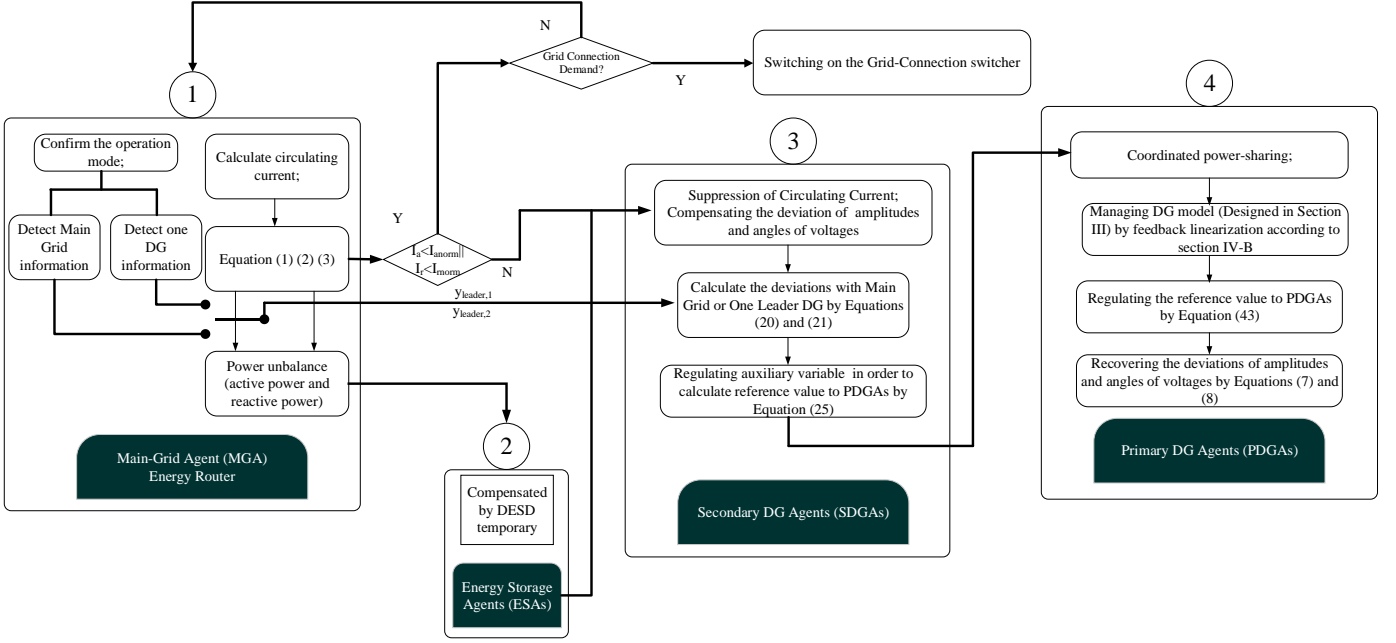 N
Grid Connection
Demand?
Y
Switching on the Grid-Connection switcher
1
Confirm the operation
mode;
Calculate circulating
current;
Detect Main
Grid
information
Detect one
DG
information
Equation (1) (2) (3)
Power unbalance
(active power and
reactive power)
Main-Grid Agent (MGA)
Energy Router
Y
Ia<Ianorm||
Ir<Irnorm
N
N
yleader,1
yleader,2
2
Compensated
by DESD
temporary
Energy Storage
Agents (ESAs)
3
Suppression of Circulating Current;
Compensating the deviation of amplitudes
and angles of voltages
Calculate the deviations with Main
Grid or One Leader DG by Equations
(20) and (21)
Regulating auxiliary variable in order to
calculate reference value to PDGAs by
Equation (25)
Secondary DG Agents (SDGAs)
4
Coordinated power-sharing;
Managing DG model (Designed in Section
III) by feedback linearization according to
section IV-B
Regulating the reference value to PDGAs
by Equation (43)
Recovering the deviations of amplitudes
and angles of voltages by Equations (7) and
(8)
Primary DG Agents (PDGAs)